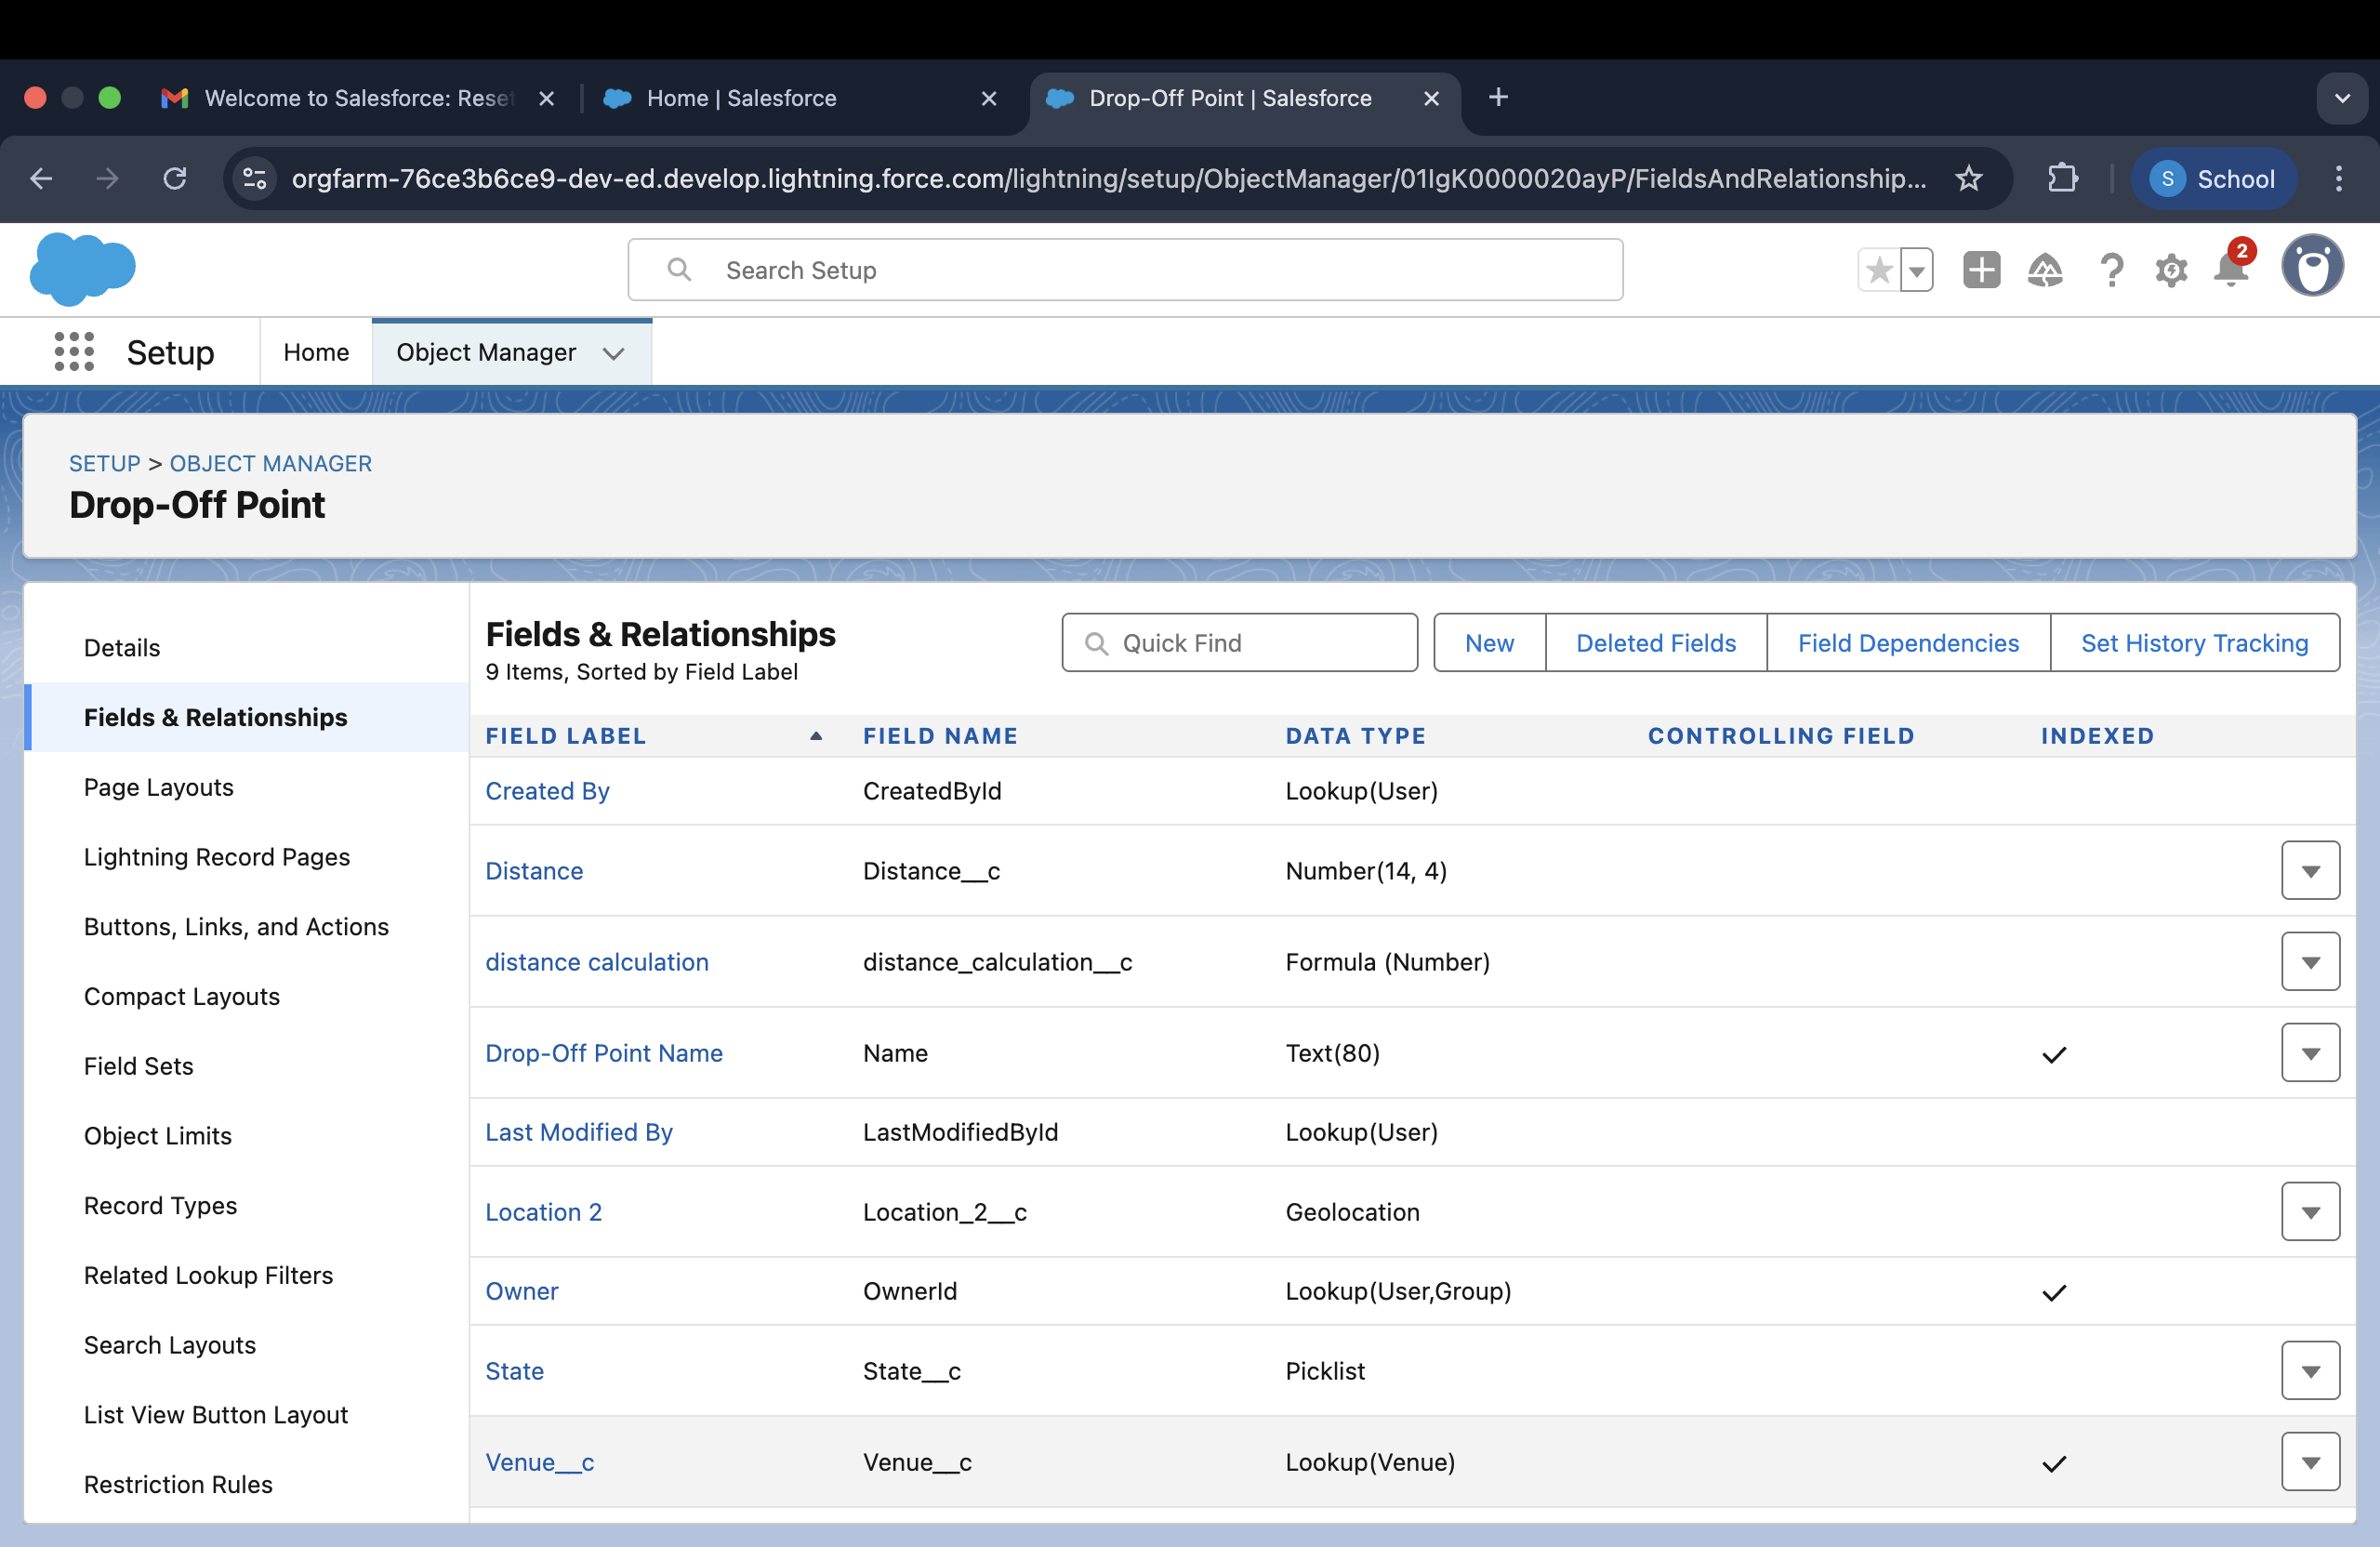 Welcome to Salesforce: Reset
Home | Salesforce
Drop-Off Point | Salesforce
orgfarm-76ce3b6ce9-dev-ed.develop.lightning.force.com/lightning/setup/ObjectManager/01IgK0000020ayP/FieldsAndRelationship...
S School
Search Setup
2
Setup Home Object Manager
SETUP > OBJECT MANAGER
Drop-Off Point
Details
Fields & Relationships
Page Layouts
Lightning Record Pages
Buttons, Links, and Actions
Compact Layouts
Field Sets
Object Limits
Record Types
Related Lookup Filters
Search Layouts
List View Button Layout
Restriction Rules
Fields & Relationships
9 Items, Sorted by Field Label
Quick Find New Deleted Fields Field Dependencies Set History Tracking
FIELD LABEL FIELD NAME DATA TYPE CONTROLLING FIELD INDEXED
Created By CreatedById Lookup(User)
Distance Distance__c Number(14, 4)
distance calculation distance_calculation__c Formula (Number)
Drop-Off Point Name Name Text(80)
Last Modified By LastModifiedById Lookup(User)
Location 2 Location_2__c Geolocation
Owner OwnerId Lookup(User,Group)
State State__c Picklist
Venue__c Venue__c Lookup(Venue)